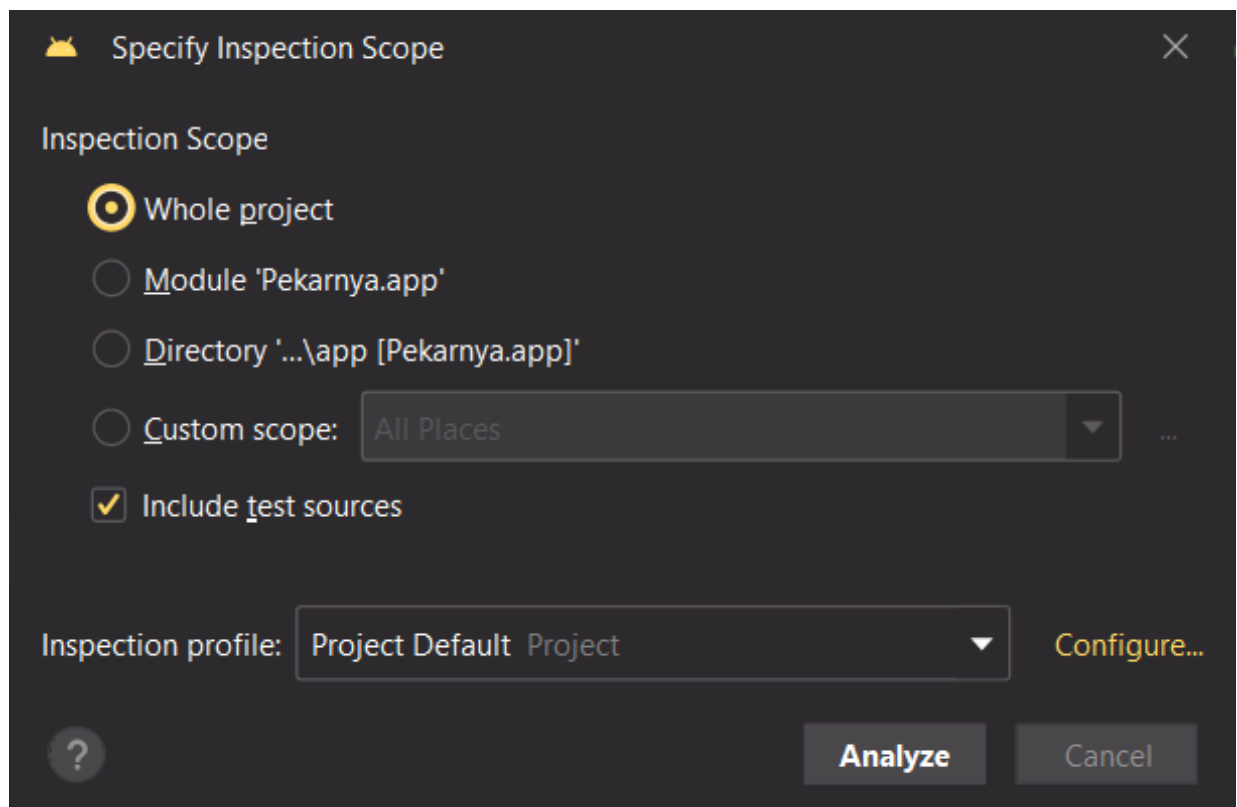 Specify Inspection Scope
Inspection Scope
Whole project
Module 'Pekarnya.app'
Directory '...\app [Pekarnya.app]'
Custom scope: All Places ...
Include test sources
Inspection profile: Project Default Project Configure...
? Analyze Cancel